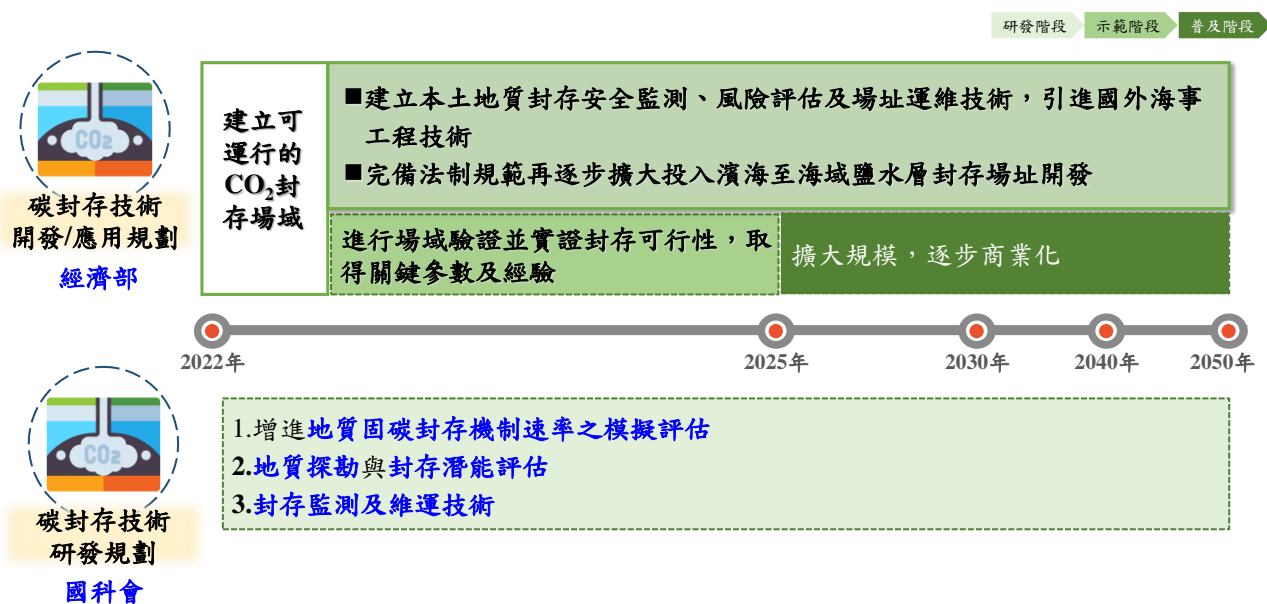 研發階段 示範階段 普及階段
CO₂
碳封存技術
開發/應用規劃
經濟部
建立可
運行的
CO₂封
存場域
■建立本土地質封存安全監測、風險評估及場址運維技術，引進國外海事
工程技術
■完備法制規範再逐步擴大投入濱海至海域鹽水層封存場址開發
進行場域驗證並實證封存可行性，取
得關鍵參數及經驗
擴大規模，逐步商業化
2022年 2025年 2030年 2040年 2050年
CO₂
碳封存技術
研發規劃
國科會
1.增進地質固碳封存機制速率之模擬評估
2.地質探勘與封存潛能評估
3.封存監測及維運技術